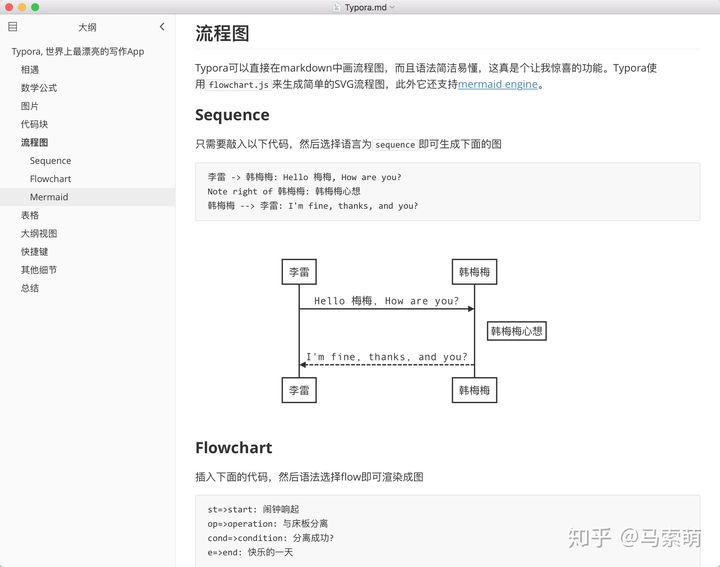 Typora.md
大纲
Typora, 世界上最漂亮的写作App
相遇
数学公式
图片
代码块
流程图
Sequence
Flowchart
Mermaid
表格
大纲视图
快捷键
其他细节
总结
流程图
Typora可以直接在markdown中画流程图，而且语法简洁易懂，这真是个让我惊喜的功能。Typora使
用 flowchart.js 来生成简单的SVG流程图，此外它还支持mermaid engine。
Sequence
只需要敲入以下代码，然后选择语言为 sequence 即可生成下面的图
李雷 -> 韩梅梅: Hello 梅梅, How are you?
Note right of 韩梅梅: 韩梅梅心想
韩梅梅 --> 李雷: I'm fine, thanks, and you?
李雷
韩梅梅
Hello 梅梅, How are you?
韩梅梅心想
I'm fine, thanks, and you?
李雷
韩梅梅
Flowchart
插入下面的代码，然后语法选择flow即可渲染成图
st=>start: 闹钟响起
op=>operation: 与床板分离
cond=>condition: 分离成功?
e=>end: 快乐的一天
知乎 @马索萌